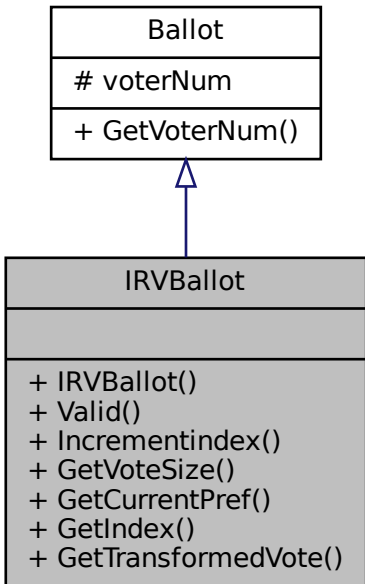 Ballot
# voterNum
+ GetVoterNum()
IRVBallot
+ IRVBallot()
+ Valid()
+ Incrementindex()
+ GetVoteSize()
+ GetCurrentPref()
+ GetIndex()
+ GetTransformedVote()